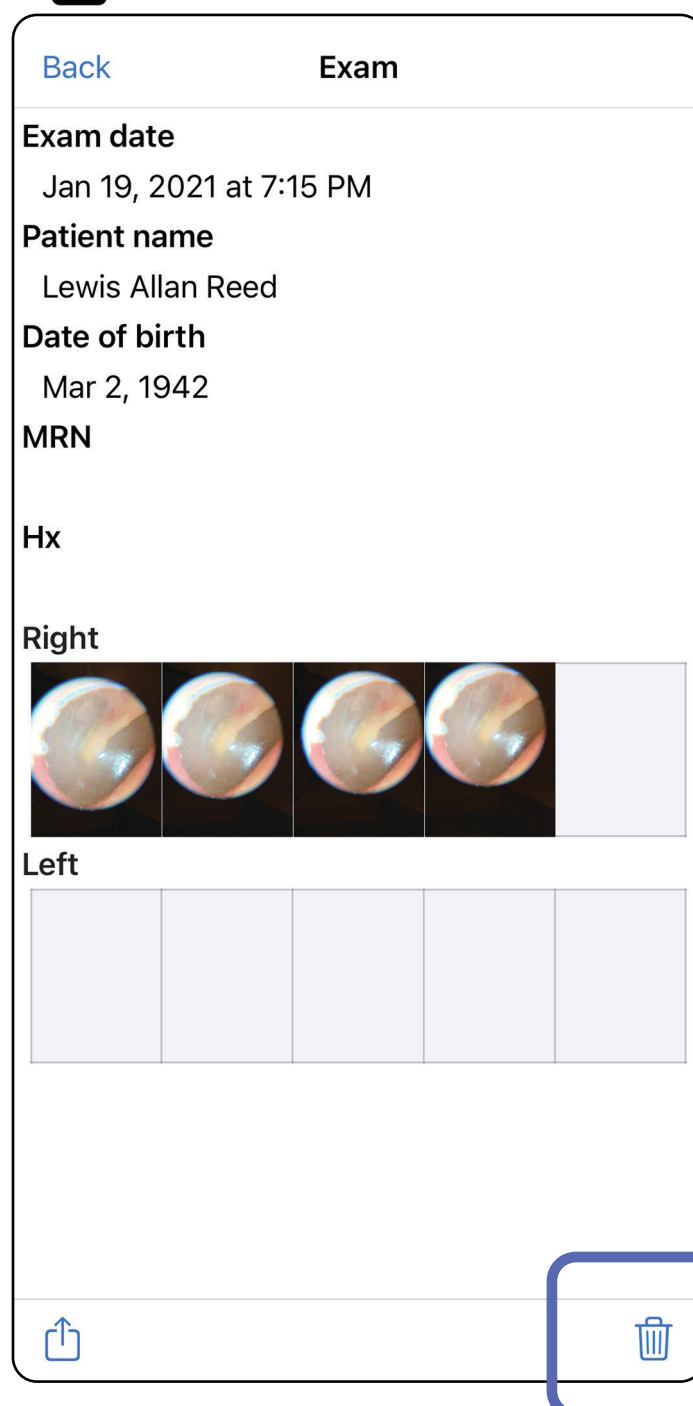 Back
Exam
Exam date
Jan 19, 2021 at 7:15 PM
Patient name
Lewis Allan Reed
Date of birth
Mar 2, 1942
MRN
Hx
Right
Left